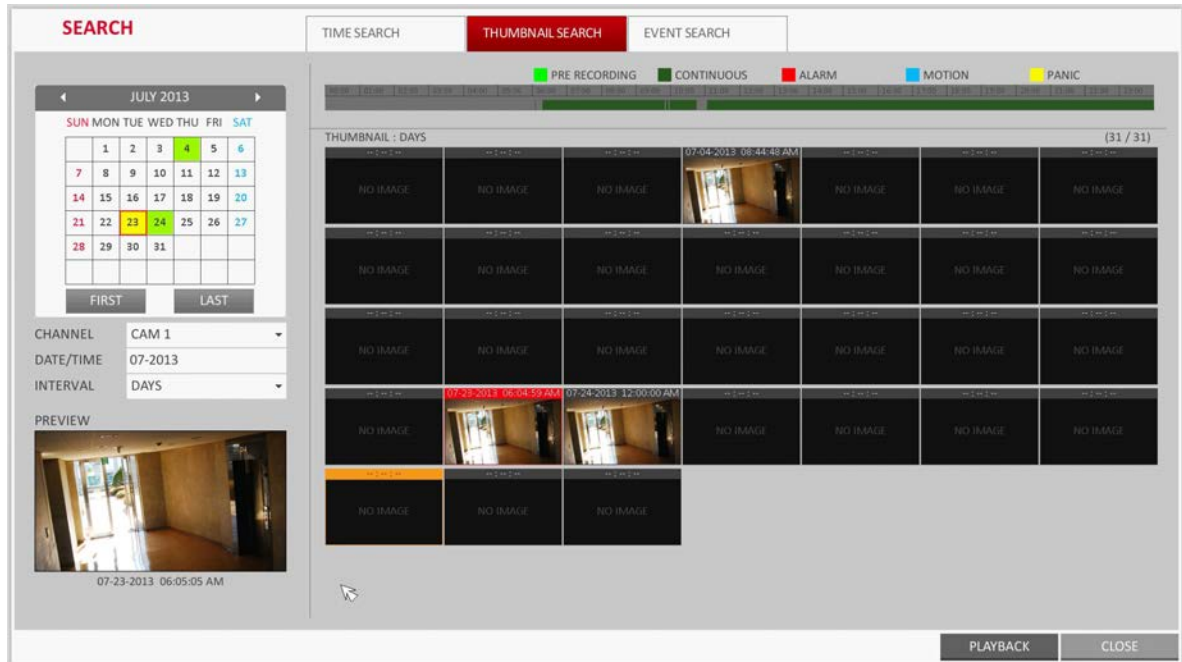 SEARCH
TIME SEARCH
THUMBNAIL SEARCH
EVENT SEARCH
PRE RECORDING
CONTINUOUS
ALARM
MOTION
PANIC
JULY 2013
SUN MON TUE WED THU FRI SAT
1 2 3 4 5 6
7 8 9 10 11 12 13
14 15 16 17 18 19 20
21 22 23 24 25 26 27
28 29 30 31
FIRST
LAST
CHANNEL CAM 1
DATE/TIME 07-2013
INTERVAL DAYS
PREVIEW
07-23-2013 06:05:05 AM
THUMBNAIL : DAYS
(31 / 31)
-- : -- : -- -- : -- : -- -- : -- : -- 07-04-2013 08:44:48 AM -- : -- : -- -- : -- : -- -- : -- : --
NO IMAGE NO IMAGE NO IMAGE NO IMAGE NO IMAGE NO IMAGE
-- : -- : -- -- : -- : -- -- : -- : -- -- : -- : -- -- : -- : -- -- : -- : -- -- : -- : --
NO IMAGE NO IMAGE NO IMAGE NO IMAGE NO IMAGE NO IMAGE NO IMAGE
-- : -- : -- -- : -- : -- -- : -- : -- -- : -- : -- -- : -- : -- -- : -- : -- -- : -- : --
NO IMAGE NO IMAGE NO IMAGE NO IMAGE NO IMAGE NO IMAGE NO IMAGE
-- : -- : -- 07-23-2013 06:04:59 AM 07-24-2013 12:00:00 AM -- : -- : -- -- : -- : -- -- : -- : -- -- : -- : --
NO IMAGE NO IMAGE NO IMAGE NO IMAGE NO IMAGE
-- : -- : -- -- : -- : -- -- : -- : --
NO IMAGE NO IMAGE NO IMAGE
PLAYBACK
CLOSE